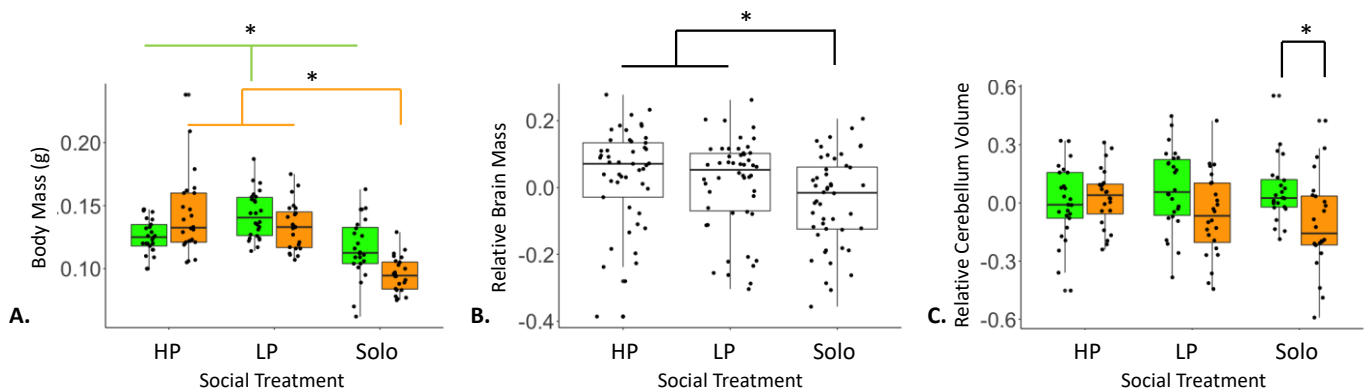 *
*
Body Mass (g)
0.20
0.15
0.10
A.
HP LP Solo
Social Treatment
*
Relative Brain Mass
0.2
0.0
-0.2
-0.4
B.
HP LP Solo
Social Treatment
*
Relative Cerebellum Volume
0.6
0.3
0.0
-0.3
-0.6
C.
HP LP Solo
Social Treatment